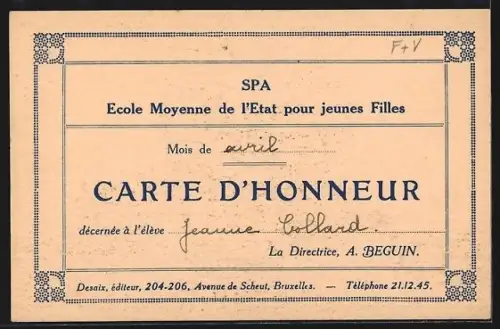 F+V
SPA
Ecole Moyenne de l'Etat pour jeunes Filles
Mois de avril
CARTE D'HONNEUR
décernée à l'élève Jeanne Collard.
La Directrice, A. BEGUIN.
Desaix, éditeur, 204-206, Avenue de Scheut, Bruxelles. — Téléphone 21.12.45.